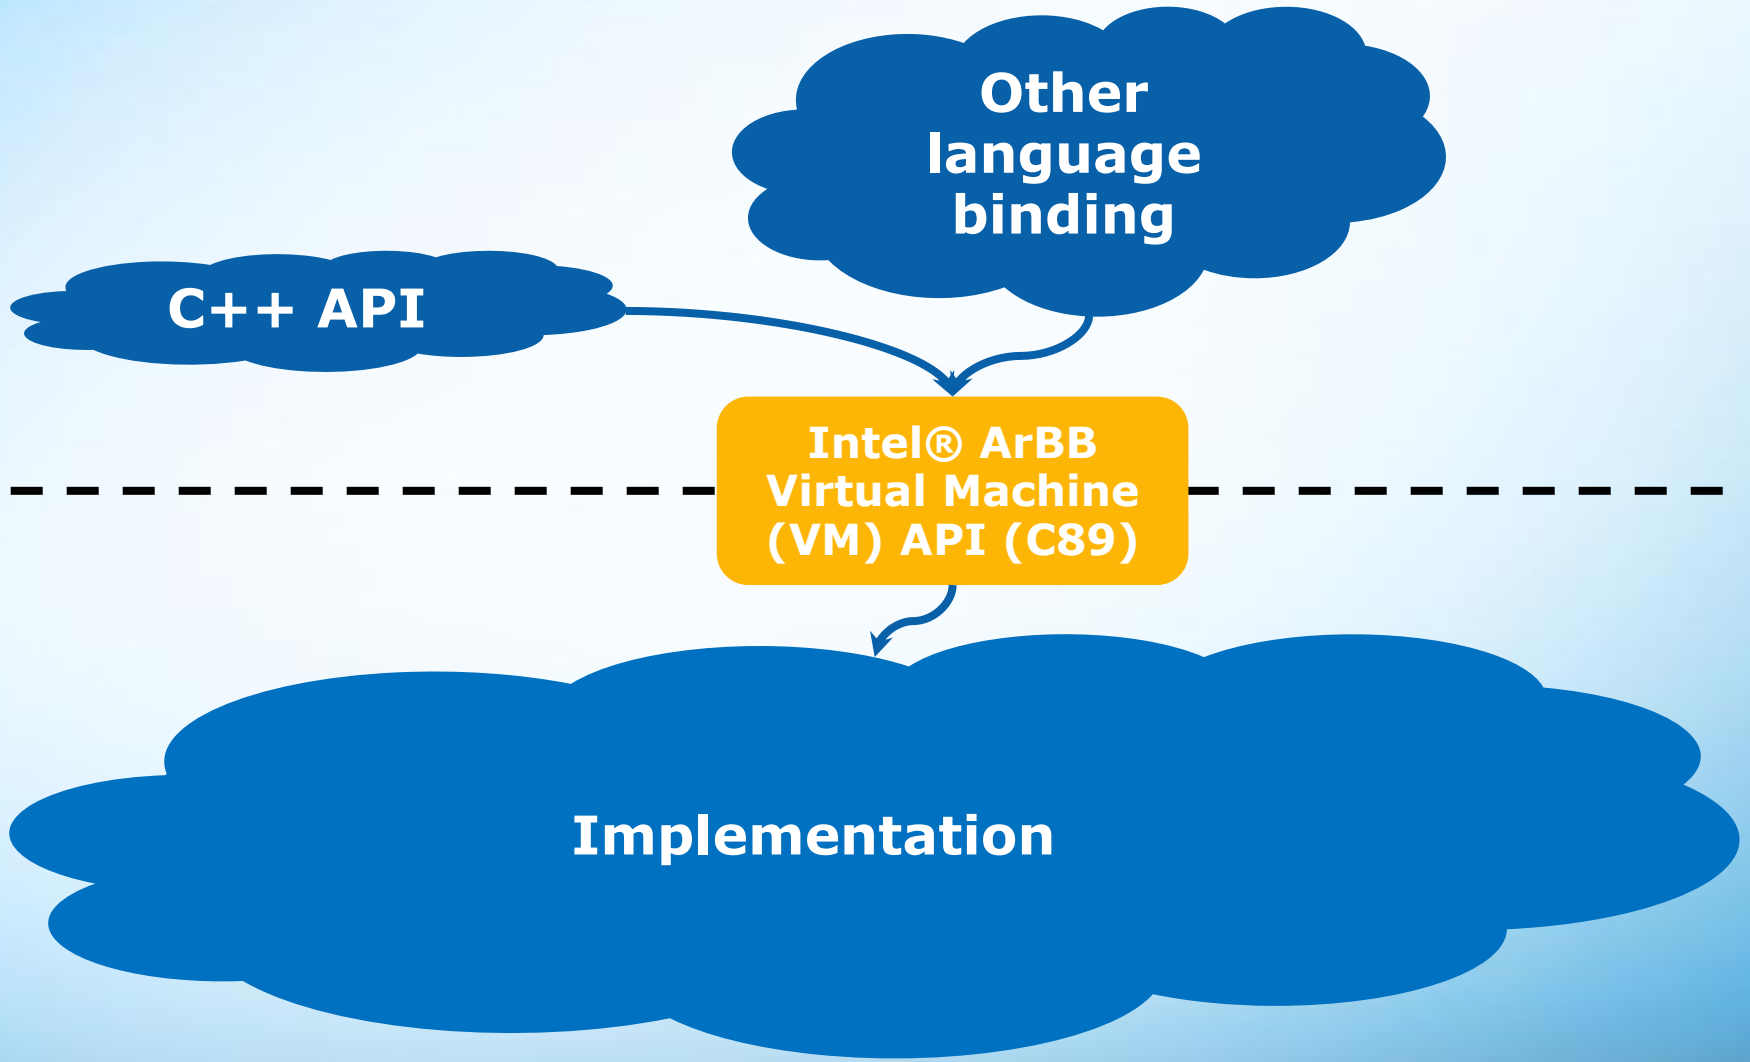 Other
language
binding
C++ API
Intel® ArBB
Virtual Machine
(VM) API (C89)
Implementation